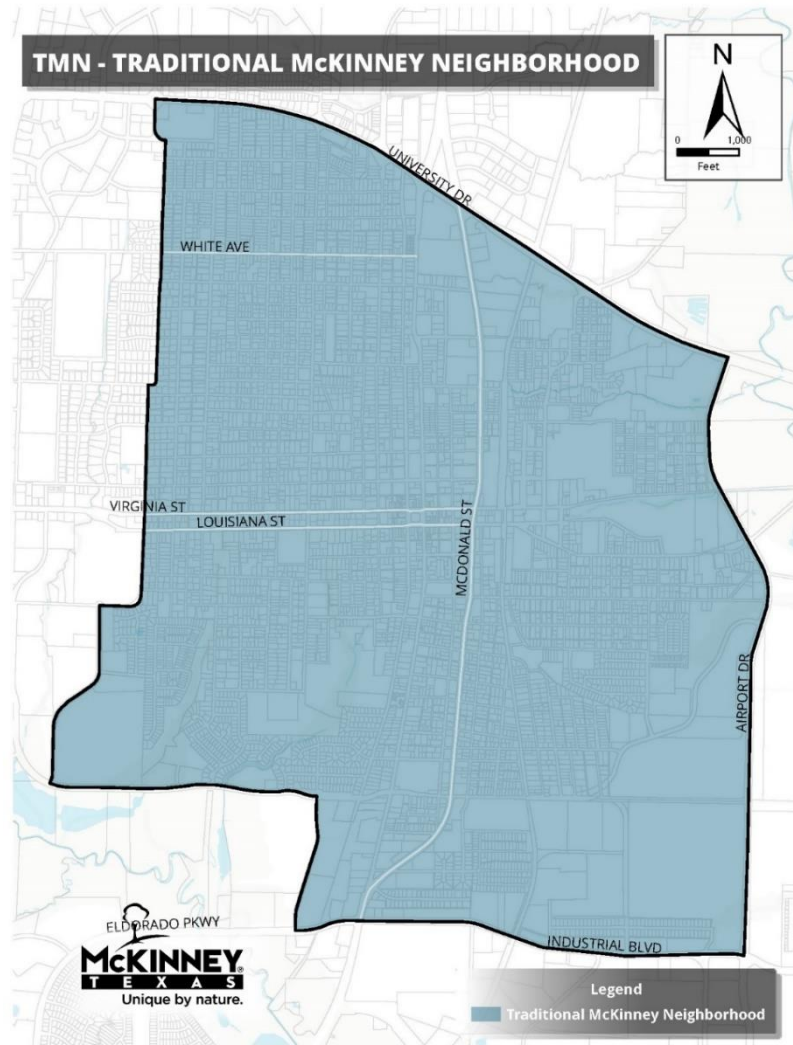 TMN - TRADITIONAL McKINNEY NEIGHBORHOOD
N
0 1,000
Feet
UNIVERSITY DR
WHITE AVE
VIRGINIA ST
LOUISIANA ST
MCDONALD ST
AIRPORT DR
ELDORADO PKWY
INDUSTRIAL BLVD
McKINNEY
TEXAS
Unique by nature.
Legend
Traditional McKinney Neighborhood